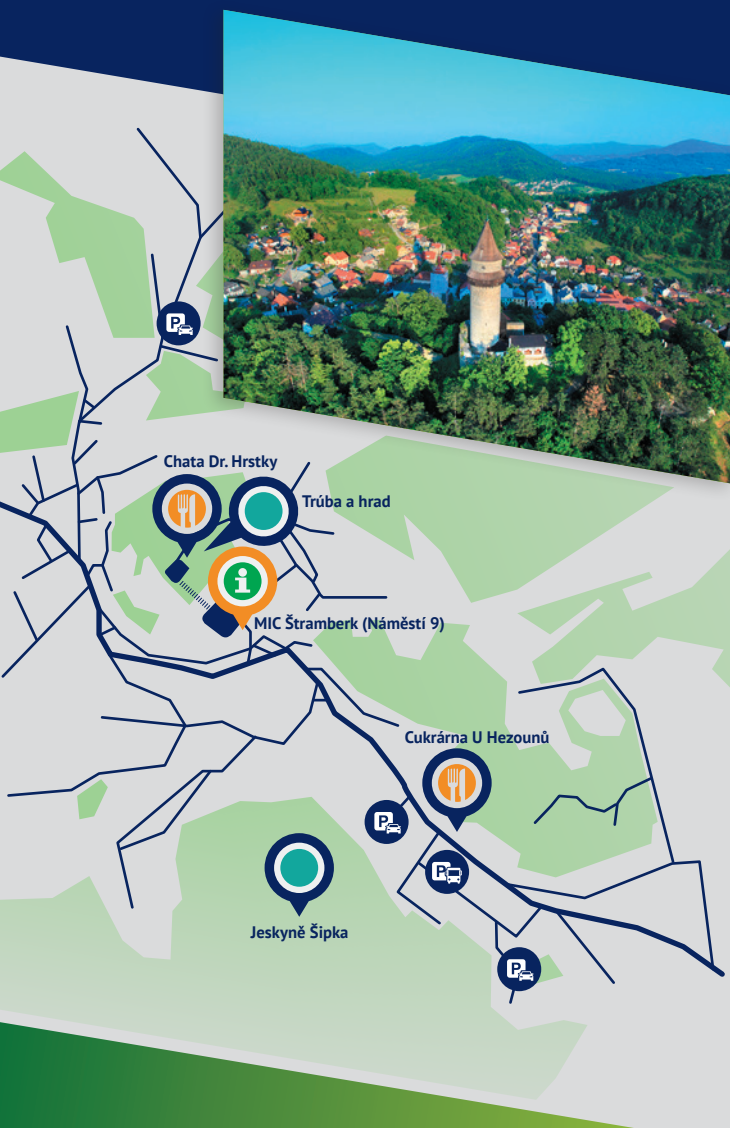 P
Chata Dr. Hrstky
Trúba a hrad
i
MIC Štramberk (Náměstí 9)
Cukrárna U Hezounů
P
P
Jeskyně Šipka
P